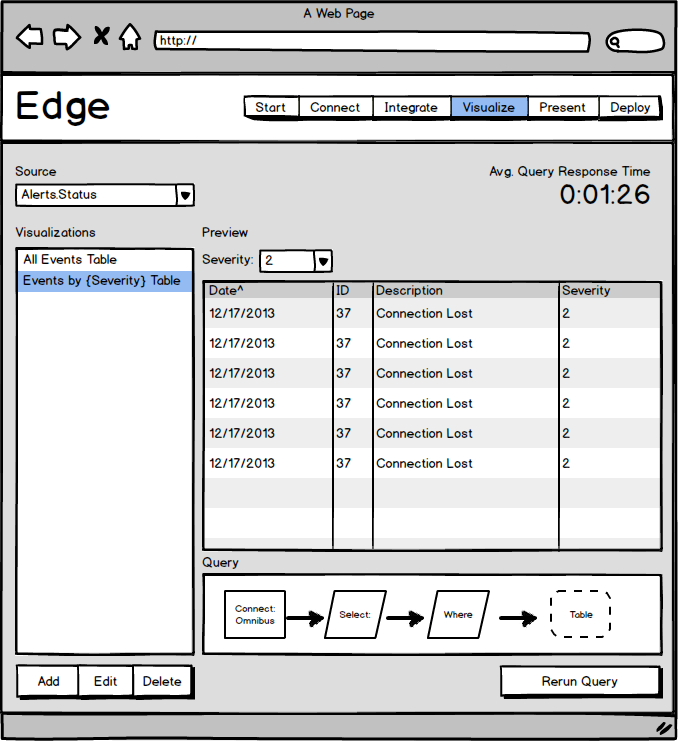 A Web Page
http://
Edge
Start Connect Integrate Visualize Present Deploy
Source
Avg. Query Response Time
Alerts.Status
0:01:26
Visualizations
Preview
All Events Table
Events by {Severity} Table
Severity: 2
Date^ ID Description Severity
12/17/2013 37 Connection Lost 2
12/17/2013 37 Connection Lost 2
12/17/2013 37 Connection Lost 2
12/17/2013 37 Connection Lost 2
12/17/2013 37 Connection Lost 2
12/17/2013 37 Connection Lost 2
Query
Connect:
Omnibus
Select:
Where
Table
Add Edit Delete
Rerun Query